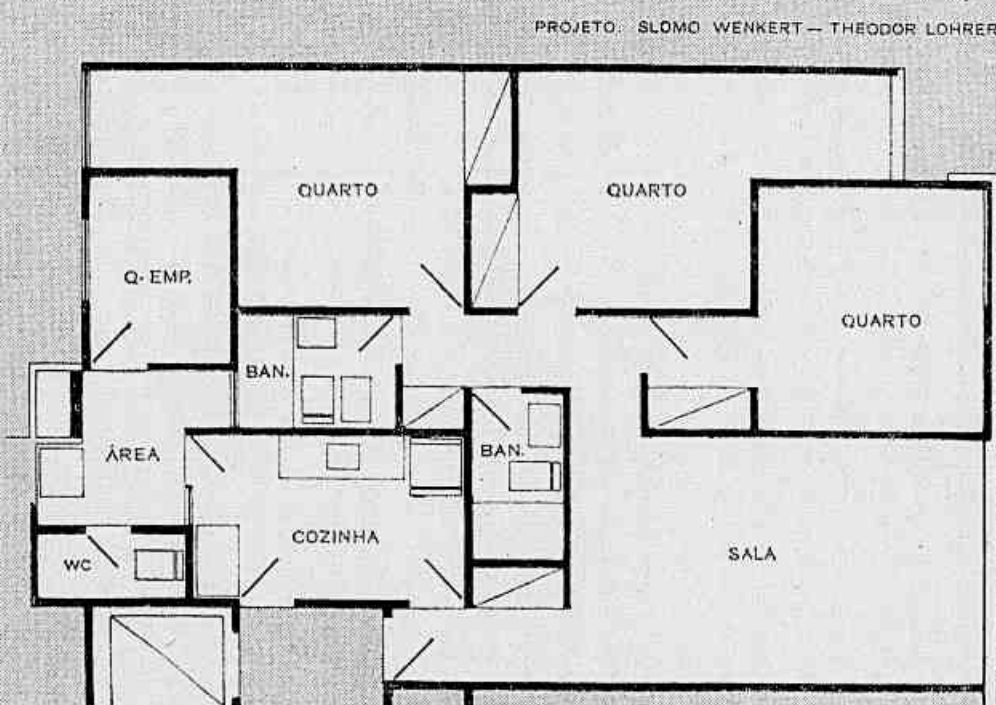 PROJETO: SLOMO WENKERT — THEODOR LOHRER
QUARTO
QUARTO
Q. EMP.
QUARTO
BAN.
ÁREA
BAN.
COZINHA
SALA
WC